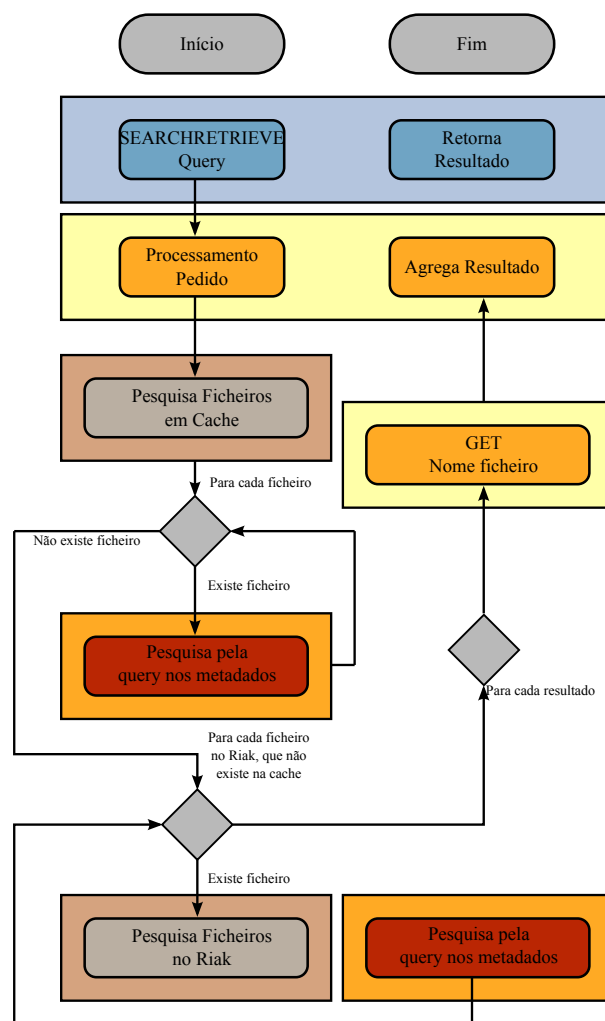 Início
Fim
SEARCHRETRIEVE
Query
Retorna
Resultado
Processamento
Pedido
Agrega Resultado
Pesquisa Ficheiros
em Cache
GET
Nome ficheiro
Para cada ficheiro
Não existe ficheiro
Existe ficheiro
Pesquisa pela
query nos metadados
Para cada resultado
Para cada ficheiro
no Riak, que não
existe na cache
Existe ficheiro
Pesquisa Ficheiros
no Riak
Pesquisa pela
query nos metadados